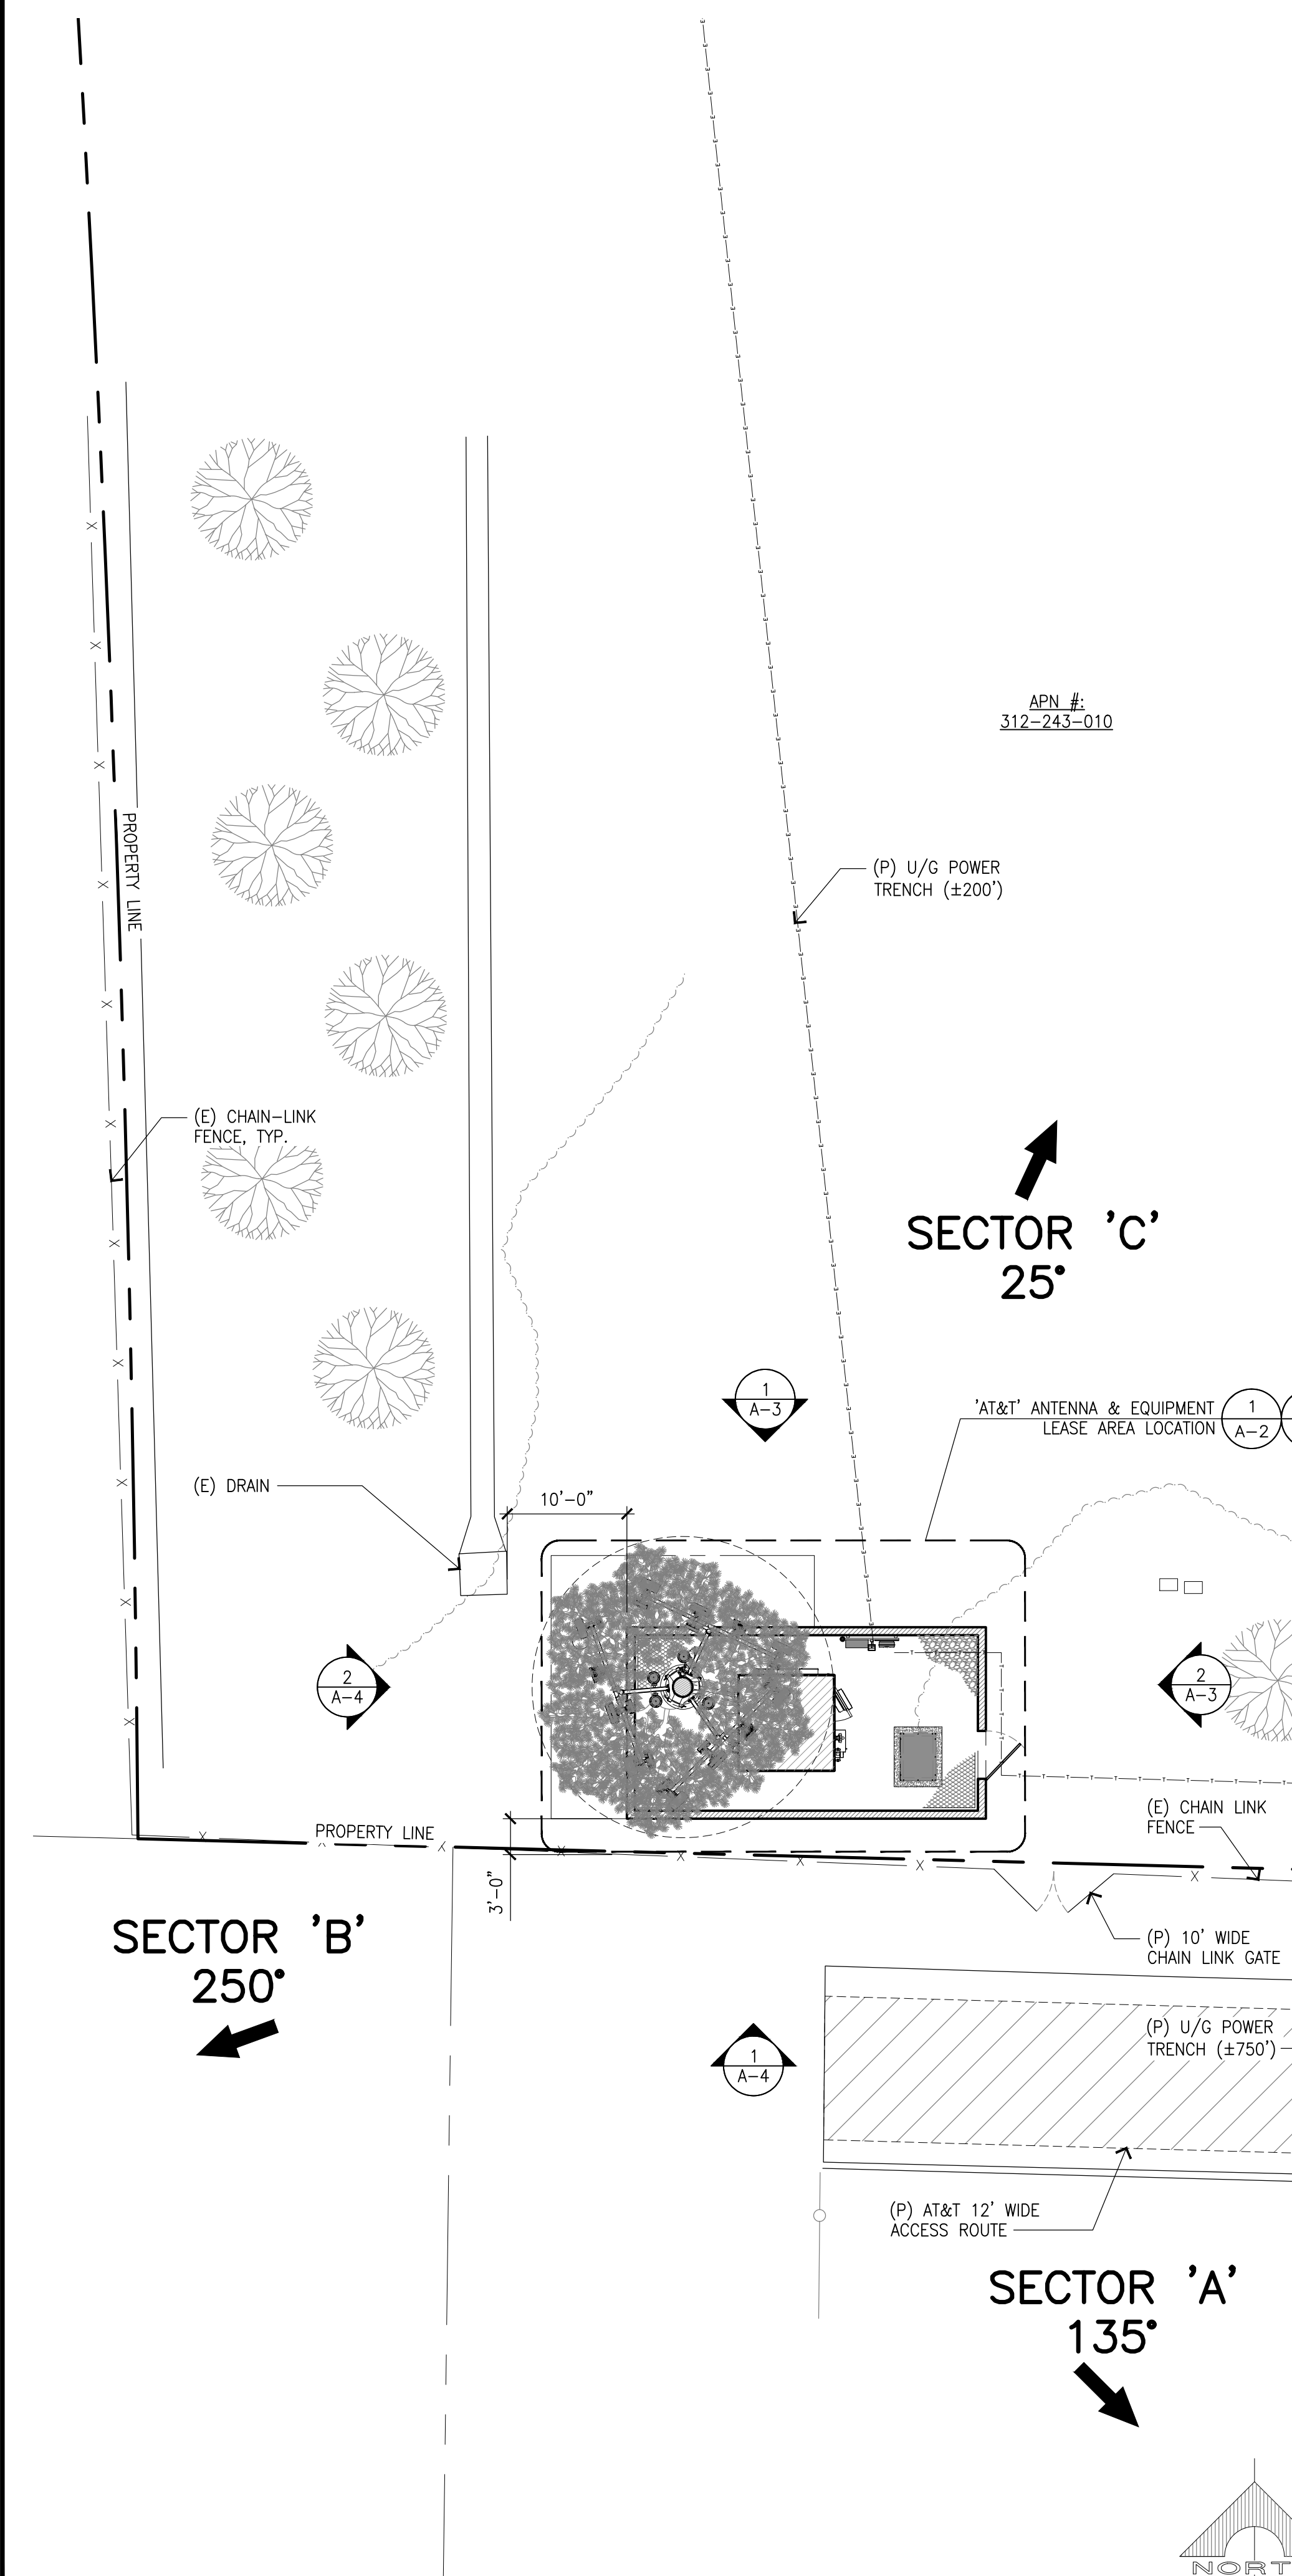 APN #:
312-243-010
PROPERTY LINE
(P) U/G POWER
TRENCH (±200')
(E) CHAIN-LINK
FENCE, TYP.
SECTOR 'C'
25°
1
A-3
'AT&T' ANTENNA & EQUIPMENT
LEASE AREA LOCATION
1
A-2
(E) DRAIN
10'-0"
2
A-4
2
A-3
PROPERTY LINE
3'-0"
(E) CHAIN LINK
FENCE
SECTOR 'B'
250°
(P) 10' WIDE
CHAIN LINK GATE
(P) U/G POWER
TRENCH (±750')
1
A-4
(P) AT&T 12' WIDE
ACCESS ROUTE
SECTOR 'A'
135°
NORT